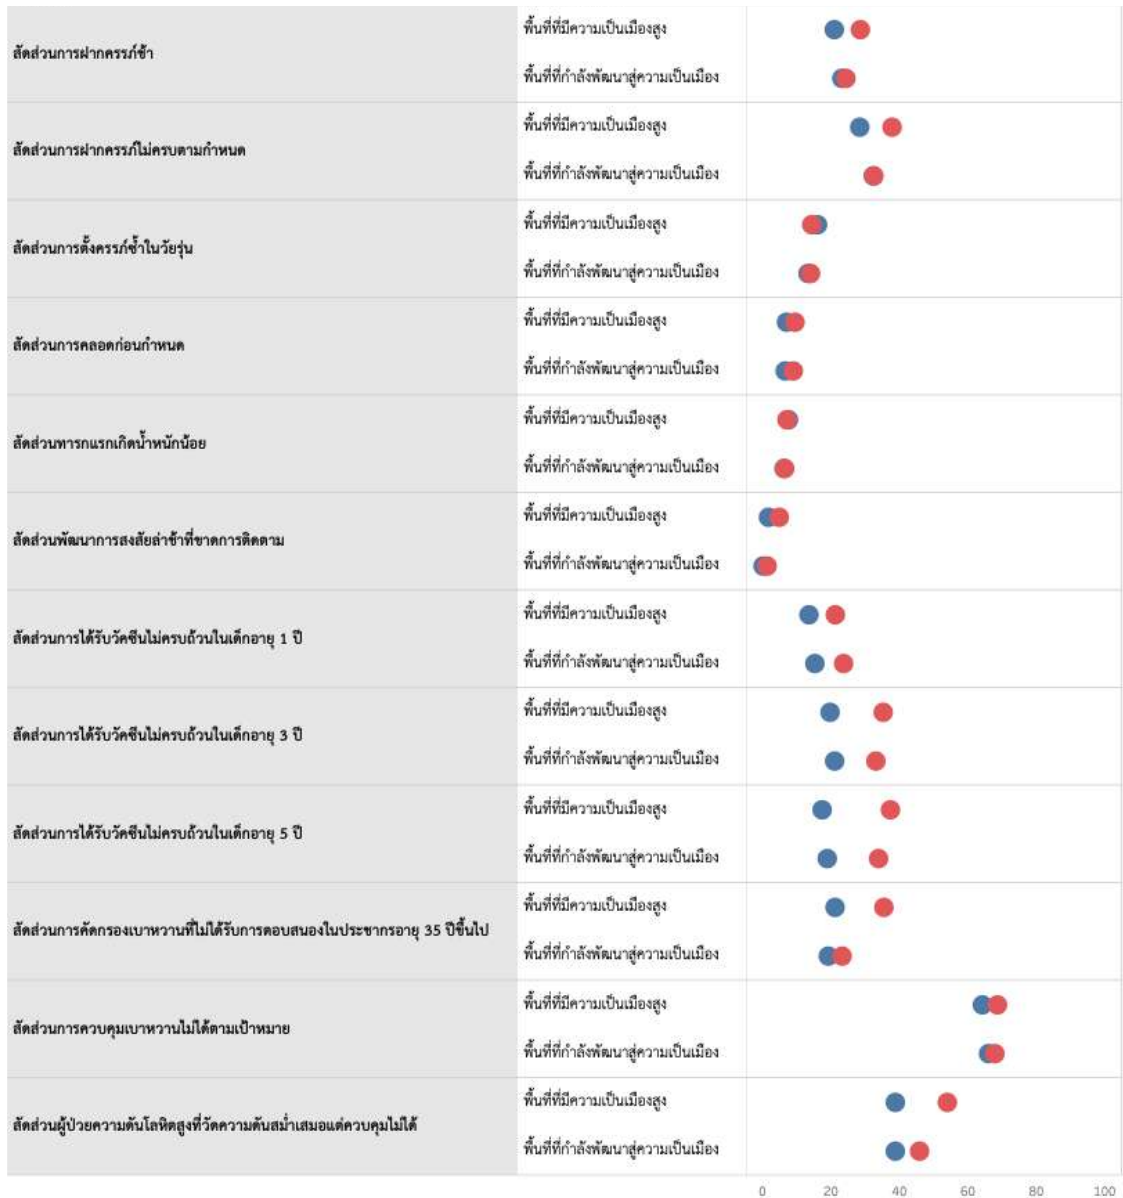 พื้นที่ที่มีความเป็นเมืองสูง
สัดส่วนการฝากครรภ์ช้า
พื้นที่ที่กำลังพัฒนาสู่ความเป็นเมือง
พื้นที่ที่มีความเป็นเมืองสูง
สัดส่วนการฝากครรภ์ไม่ครบตามกำหนด
พื้นที่ที่กำลังพัฒนาสู่ความเป็นเมือง
พื้นที่ที่มีความเป็นเมืองสูง
สัดส่วนการตั้งครรภ์ซ้ำในวัยรุ่น
พื้นที่ที่กำลังพัฒนาสู่ความเป็นเมือง
พื้นที่ที่มีความเป็นเมืองสูง
สัดส่วนการคลอดก่อนกำหนด
พื้นที่ที่กำลังพัฒนาสู่ความเป็นเมือง
พื้นที่ที่มีความเป็นเมืองสูง
สัดส่วนทารกแรกเกิดน้ำหนักน้อย
พื้นที่ที่กำลังพัฒนาสู่ความเป็นเมือง
พื้นที่ที่มีความเป็นเมืองสูง
สัดส่วนพัฒนาการสงสัยล่าช้าที่ขาดการติดตาม
พื้นที่ที่กำลังพัฒนาสู่ความเป็นเมือง
พื้นที่ที่มีความเป็นเมืองสูง
สัดส่วนการได้รับวัคซีนไม่ครบถ้วนในเด็กอายุ 1 ปี
พื้นที่ที่กำลังพัฒนาสู่ความเป็นเมือง
พื้นที่ที่มีความเป็นเมืองสูง
สัดส่วนการได้รับวัคซีนไม่ครบถ้วนในเด็กอายุ 3 ปี
พื้นที่ที่กำลังพัฒนาสู่ความเป็นเมือง
พื้นที่ที่มีความเป็นเมืองสูง
สัดส่วนการได้รับวัคซีนไม่ครบถ้วนในเด็กอายุ 5 ปี
พื้นที่ที่กำลังพัฒนาสู่ความเป็นเมือง
พื้นที่ที่มีความเป็นเมืองสูง
สัดส่วนการคัดกรองเบาหวานที่ไม่ได้รับการตอบสนองในประชากรอายุ 35 ปีขึ้นไป
พื้นที่ที่กำลังพัฒนาสู่ความเป็นเมือง
พื้นที่ที่มีความเป็นเมืองสูง
สัดส่วนการควบคุมเบาหวานไม่ได้ตามเป้าหมาย
พื้นที่ที่กำลังพัฒนาสู่ความเป็นเมือง
พื้นที่ที่มีความเป็นเมืองสูง
สัดส่วนผู้ป่วยความดันโลหิตสูงที่วัดความดันสม่ำเสมอแต่ควบคุมไม่ได้
พื้นที่ที่กำลังพัฒนาสู่ความเป็นเมือง
0 20 40 60 80 100